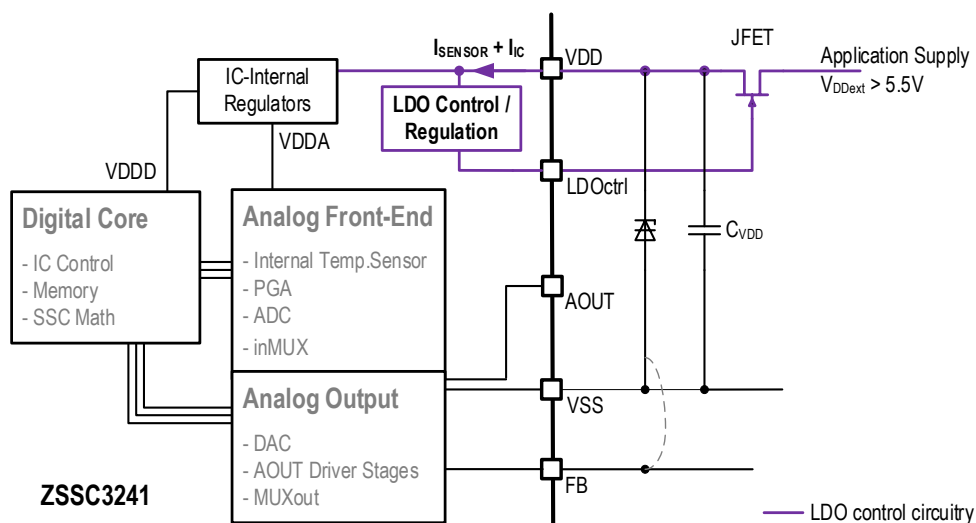 JFET
Application Supply
VDDext > 5.5V
ISENSOR + IIC
VDD
IC-Internal
Regulators
LDO Control /
Regulation
VDDD
VDDA
LDOctrl
Digital Core
- IC Control
- Memory
- SSC Math
Analog Front-End
- Internal Temp.Sensor
- PGA
- ADC
- inMUX
CVDD
AOUT
Analog Output
- DAC
- AOUT Driver Stages
- MUXout
VSS
FB
ZSSC3241
LDO control circuitry